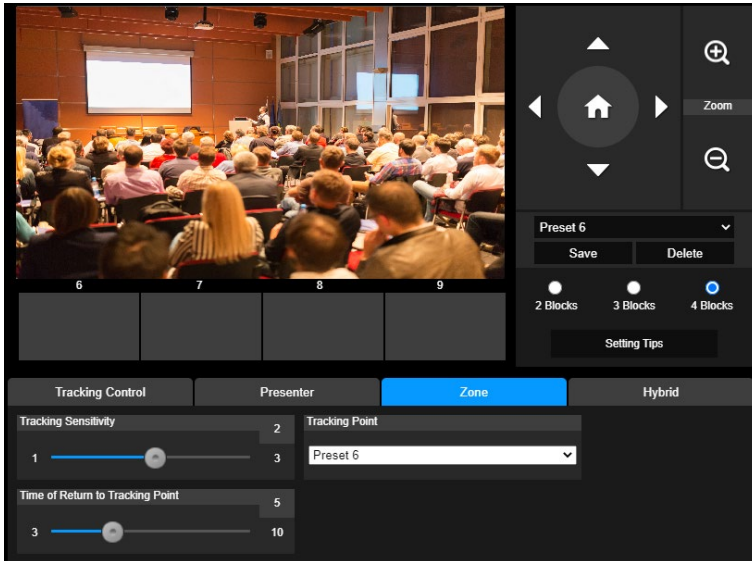 Zoom
Preset 6
Save Delete
6 7 8 9
2 Blocks 3 Blocks 4 Blocks
Setting Tips
Tracking Control Presenter Zone Hybrid
Tracking Sensitivity 2
1 3
Tracking Point
Preset 6
Time of Return to Tracking Point 5
3 10